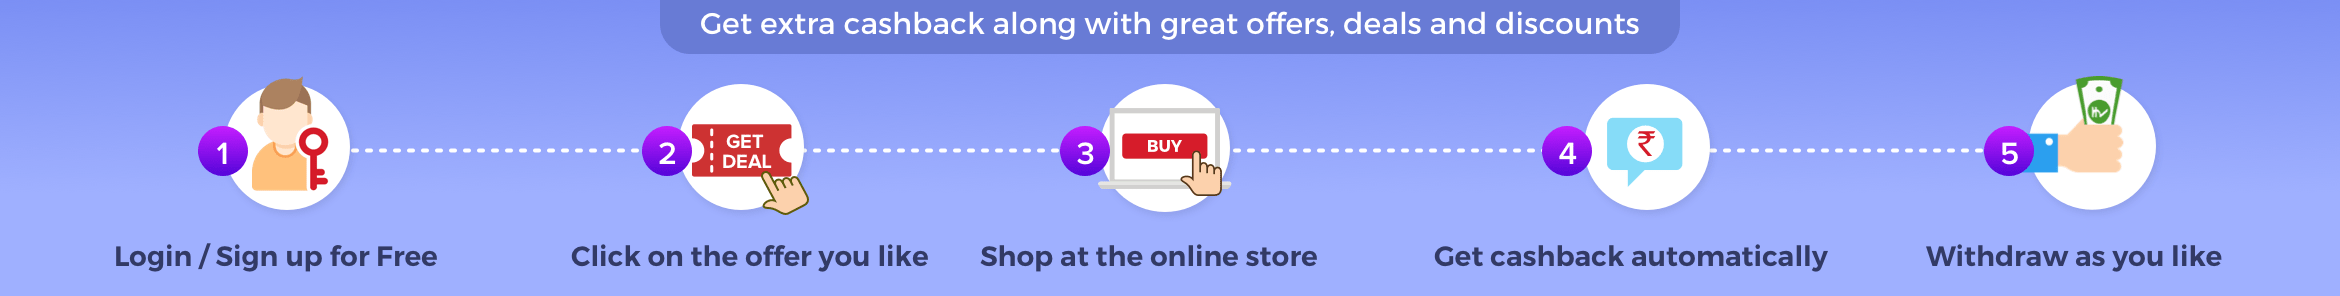 Get extra cashback along with great offers, deals and discounts
1
2
GET
DEAL
3
BUY
4
₹
5
Login / Sign up for Free
Click on the offer you like
Shop at the online store
Get cashback automatically
Withdraw as you like